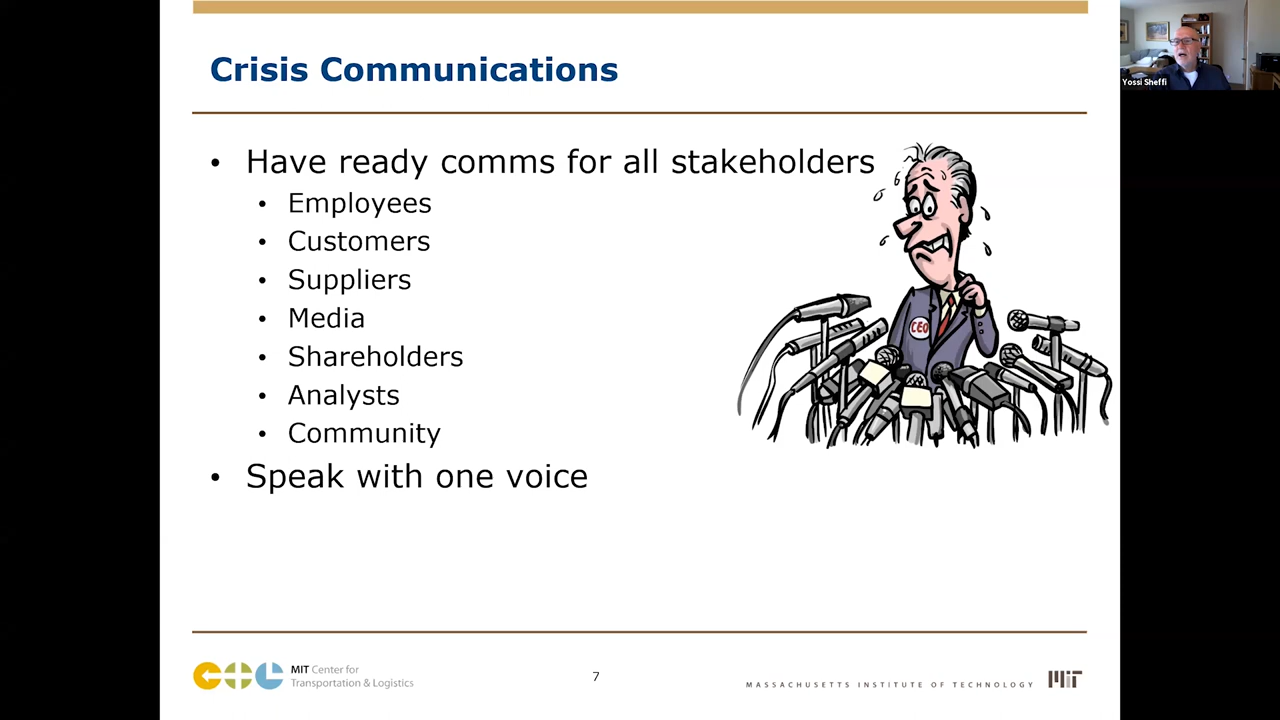 Crisis Communications
Yossi Sheffi
• Have ready comms for all stakeholders
• Employees
• Customers
• Suppliers
• Media
• Shareholders
• Analysts
• Community
• Speak with one voice
CEO
MIT Center for
Transportation & Logistics
7
MASSACHUSETTS INSTITUTE OF TECHNOLOGY
MIT